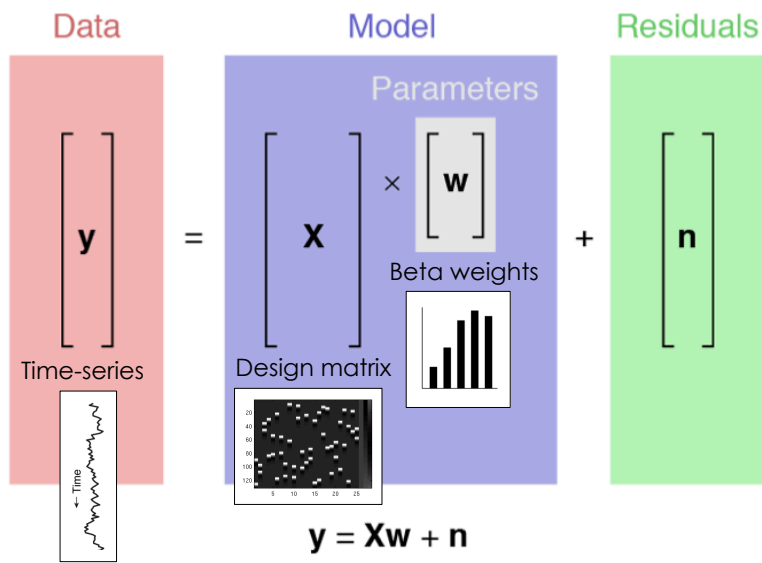 Data
Model
Residuals
Parameters
[ y ] = [ X ] × [ w ] + [ n ]
Beta weights
Time-series
Design matrix
← Time
20
40
60
80
100
120
5 10 15 20 25
y = Xw + n